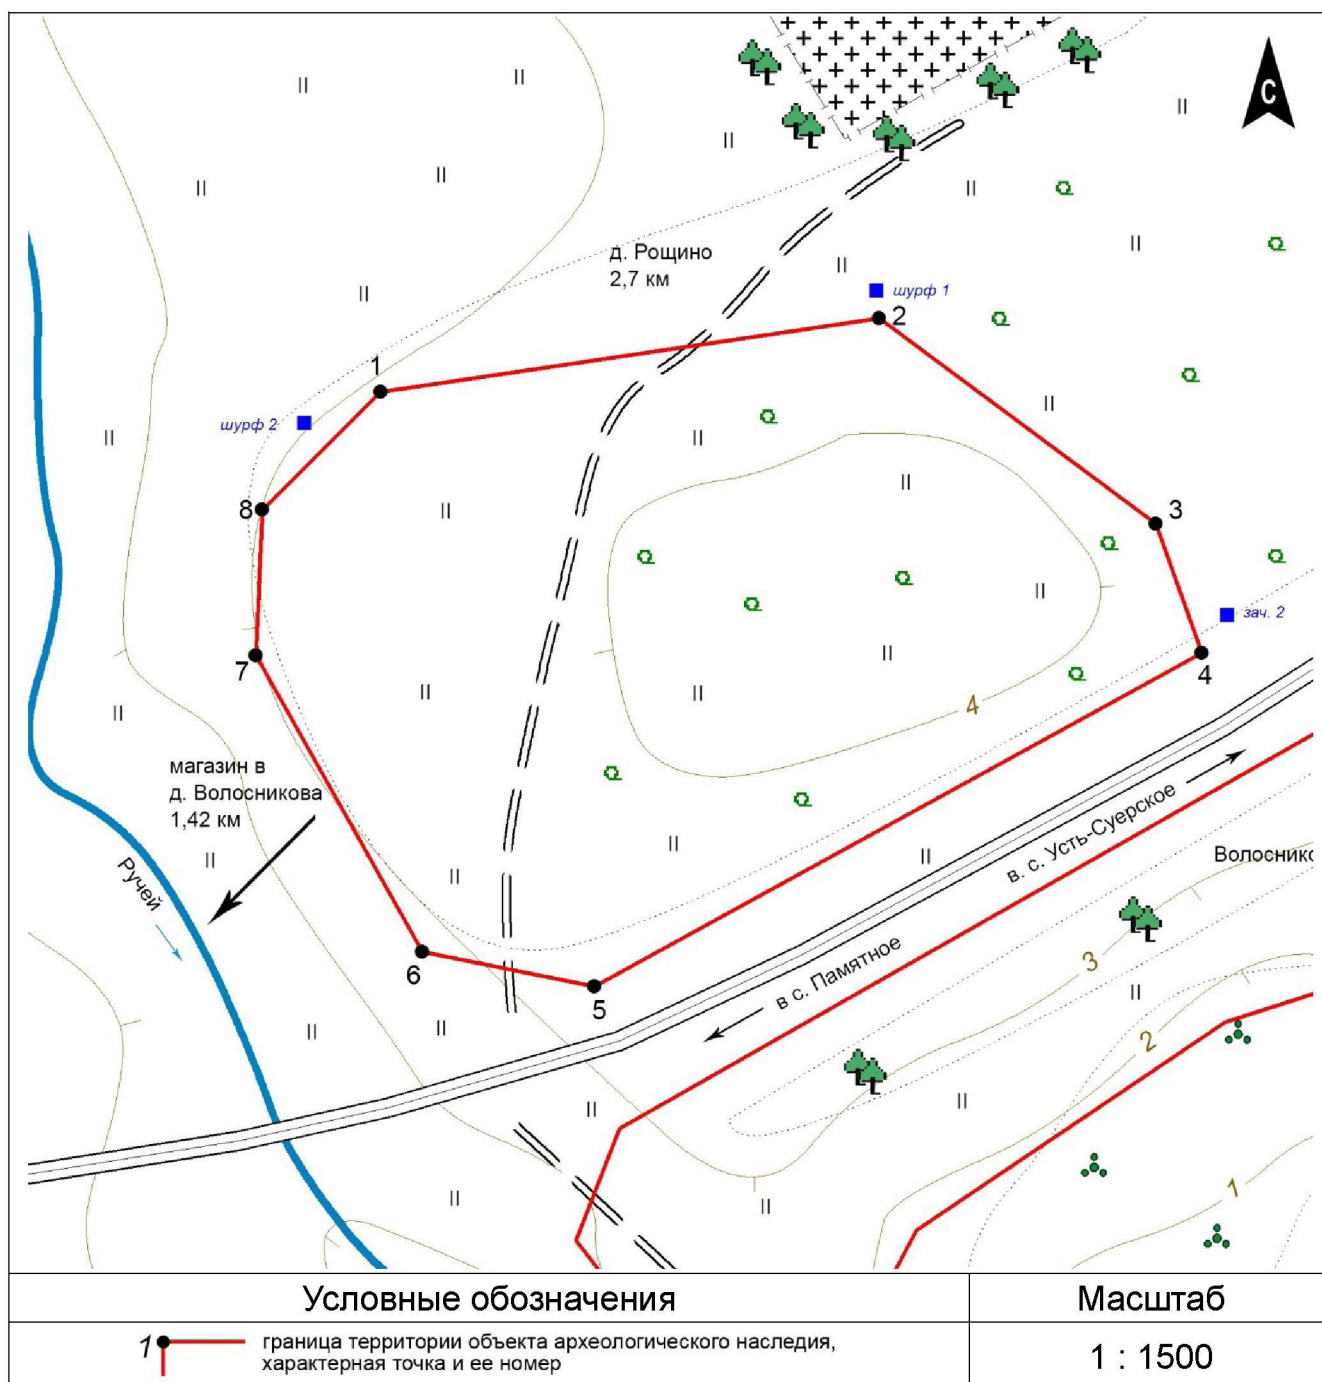 С
д. Рощино
2,7 км
шурф 1
2
1
шурф 2
8
3
зач. 2
7
4
4
магазин в
д. Волосникова
1,42 км
Ручей
в. с. Усть-Суерское
Волоснико
в с. Памятное
6
5
3
2
1
Условные обозначения
Масштаб
1
граница территории объекта археологического наследия,
характерная точка и ее номер
1 : 1500